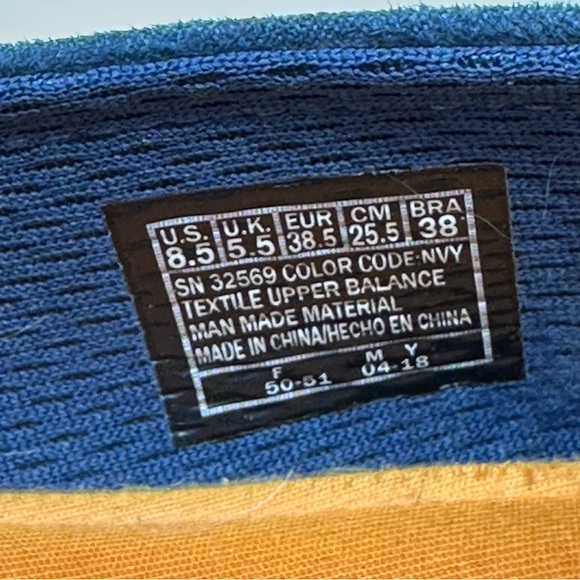 U.S. U.K. EUR CM BRA
8.5 5.5 38.5 25.5 38
SN 32569 COLOR CODE-NVY
TEXTILE UPPER BALANCE
MAN MADE MATERIAL
MADE IN CHINA/HECHO EN CHINA
F M Y
50-51 04-18